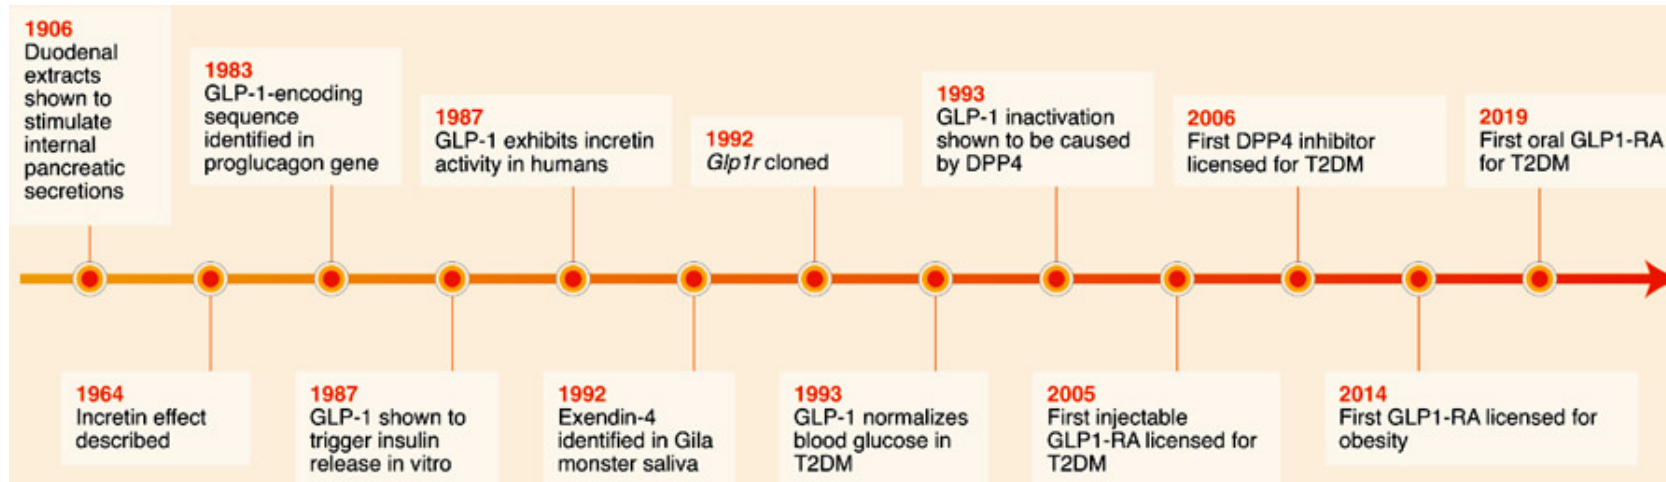 1906
Duodenal
extracts
shown to
stimulate
internal
pancreatic
secretions
1964
Incretin effect
described
1983
GLP-1-encoding
sequence
identified in
proglucagon gene
1987
GLP-1 shown to
trigger insulin
release in vitro
1987
GLP-1 exhibits incretin
activity in humans
1992
Exendin-4
identified in Gila
monster saliva
1992
Glp1r cloned
1993
GLP-1 normalizes
blood glucose in
T2DM
1993
GLP-1 inactivation
shown to be caused
by DPP4
2005
First injectable
GLP1-RA licensed for
T2DM
2006
First DPP4 inhibitor
licensed for T2DM
2014
First GLP1-RA licensed for
obesity
2019
First oral GLP1-RA
for T2DM